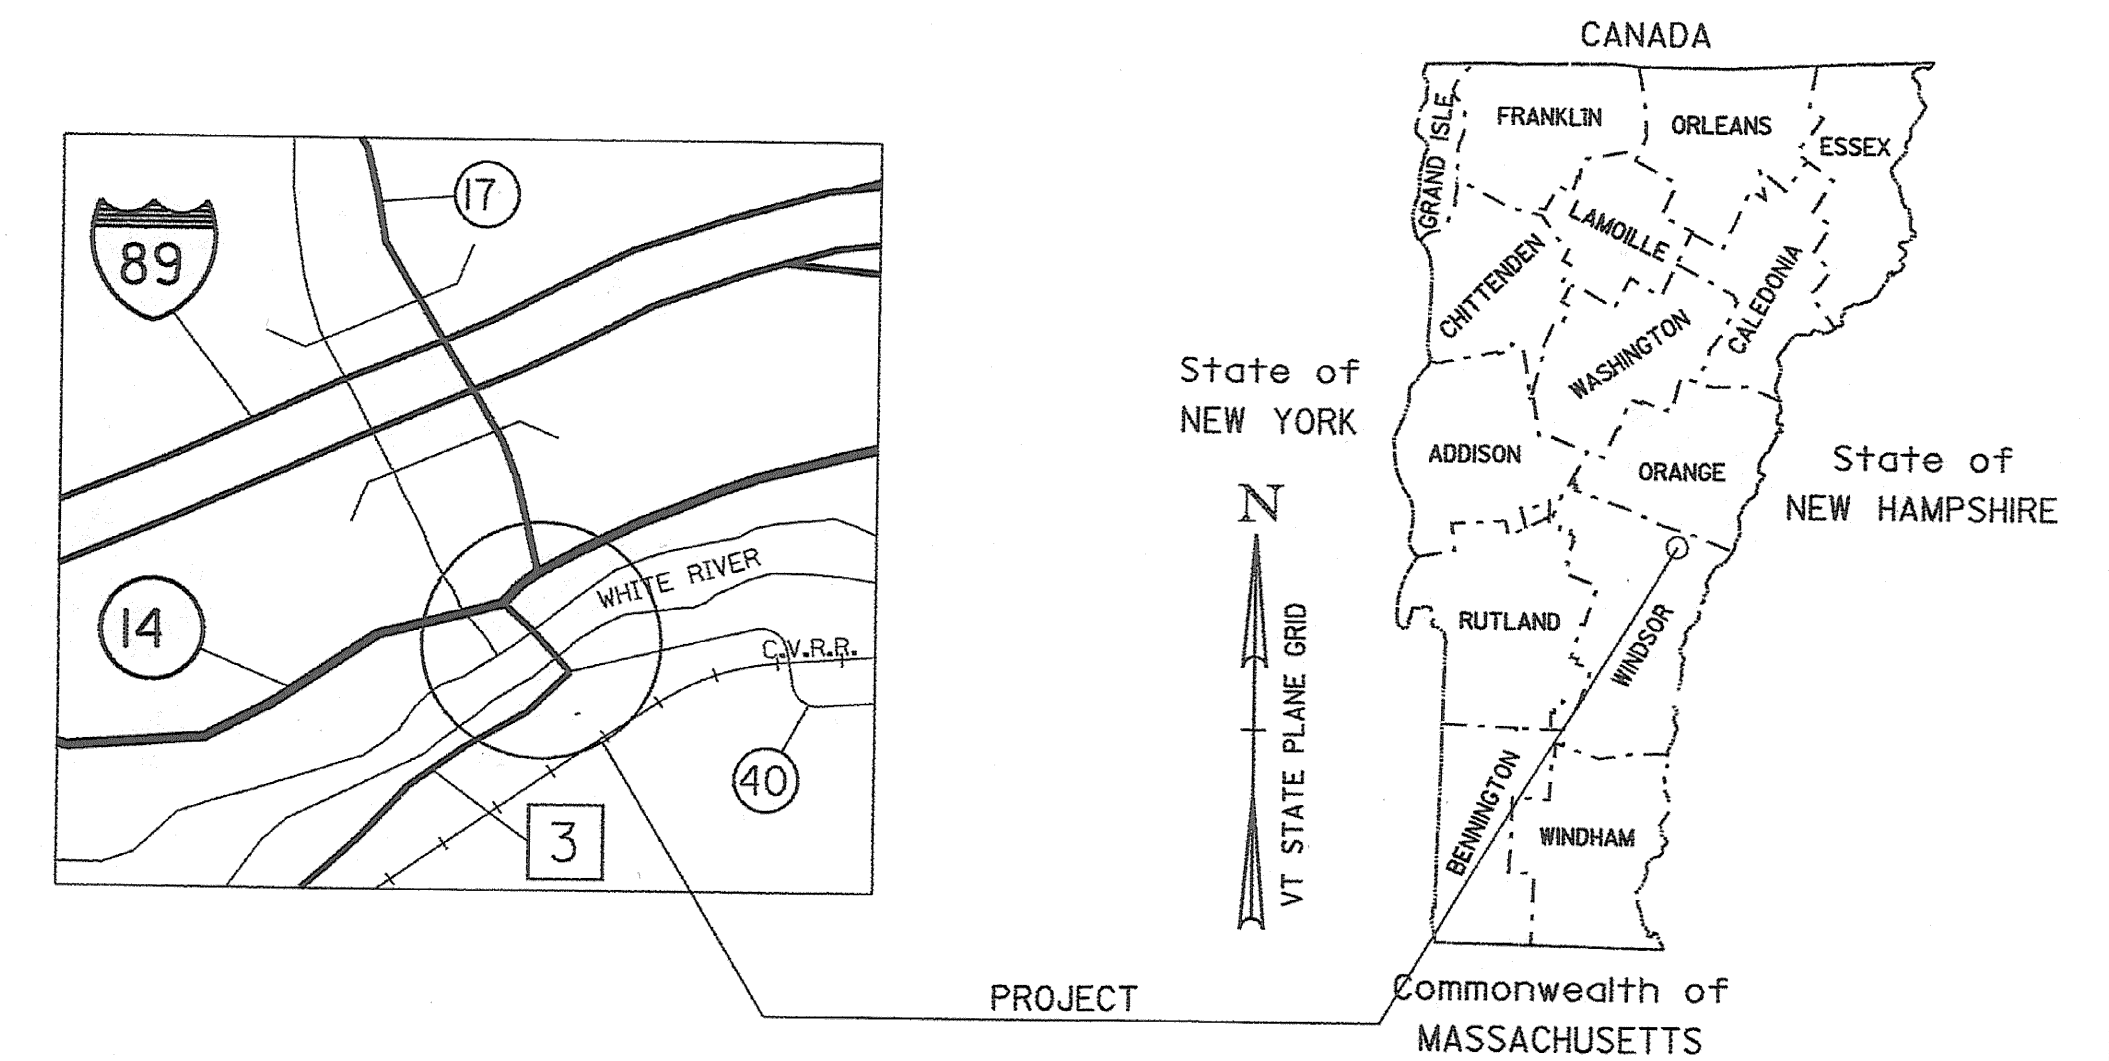 17
89
WHITE RIVER
14
C.V.R.R.
40
3
PROJECT
CANADA
GRAND ISLE
FRANKLIN
ORLEANS
ESSEX
LAMOILLE
CHITTENDEN
CALEDONIA
WASHINGTON
State of
NEW YORK
ADDISON
ORANGE
State of
NEW HAMPSHIRE
N
VT STATE PLANE GRID
RUTLAND
WINDSOR
BENNINGTON
WINDHAM
Commonwealth of
MASSACHUSETTS